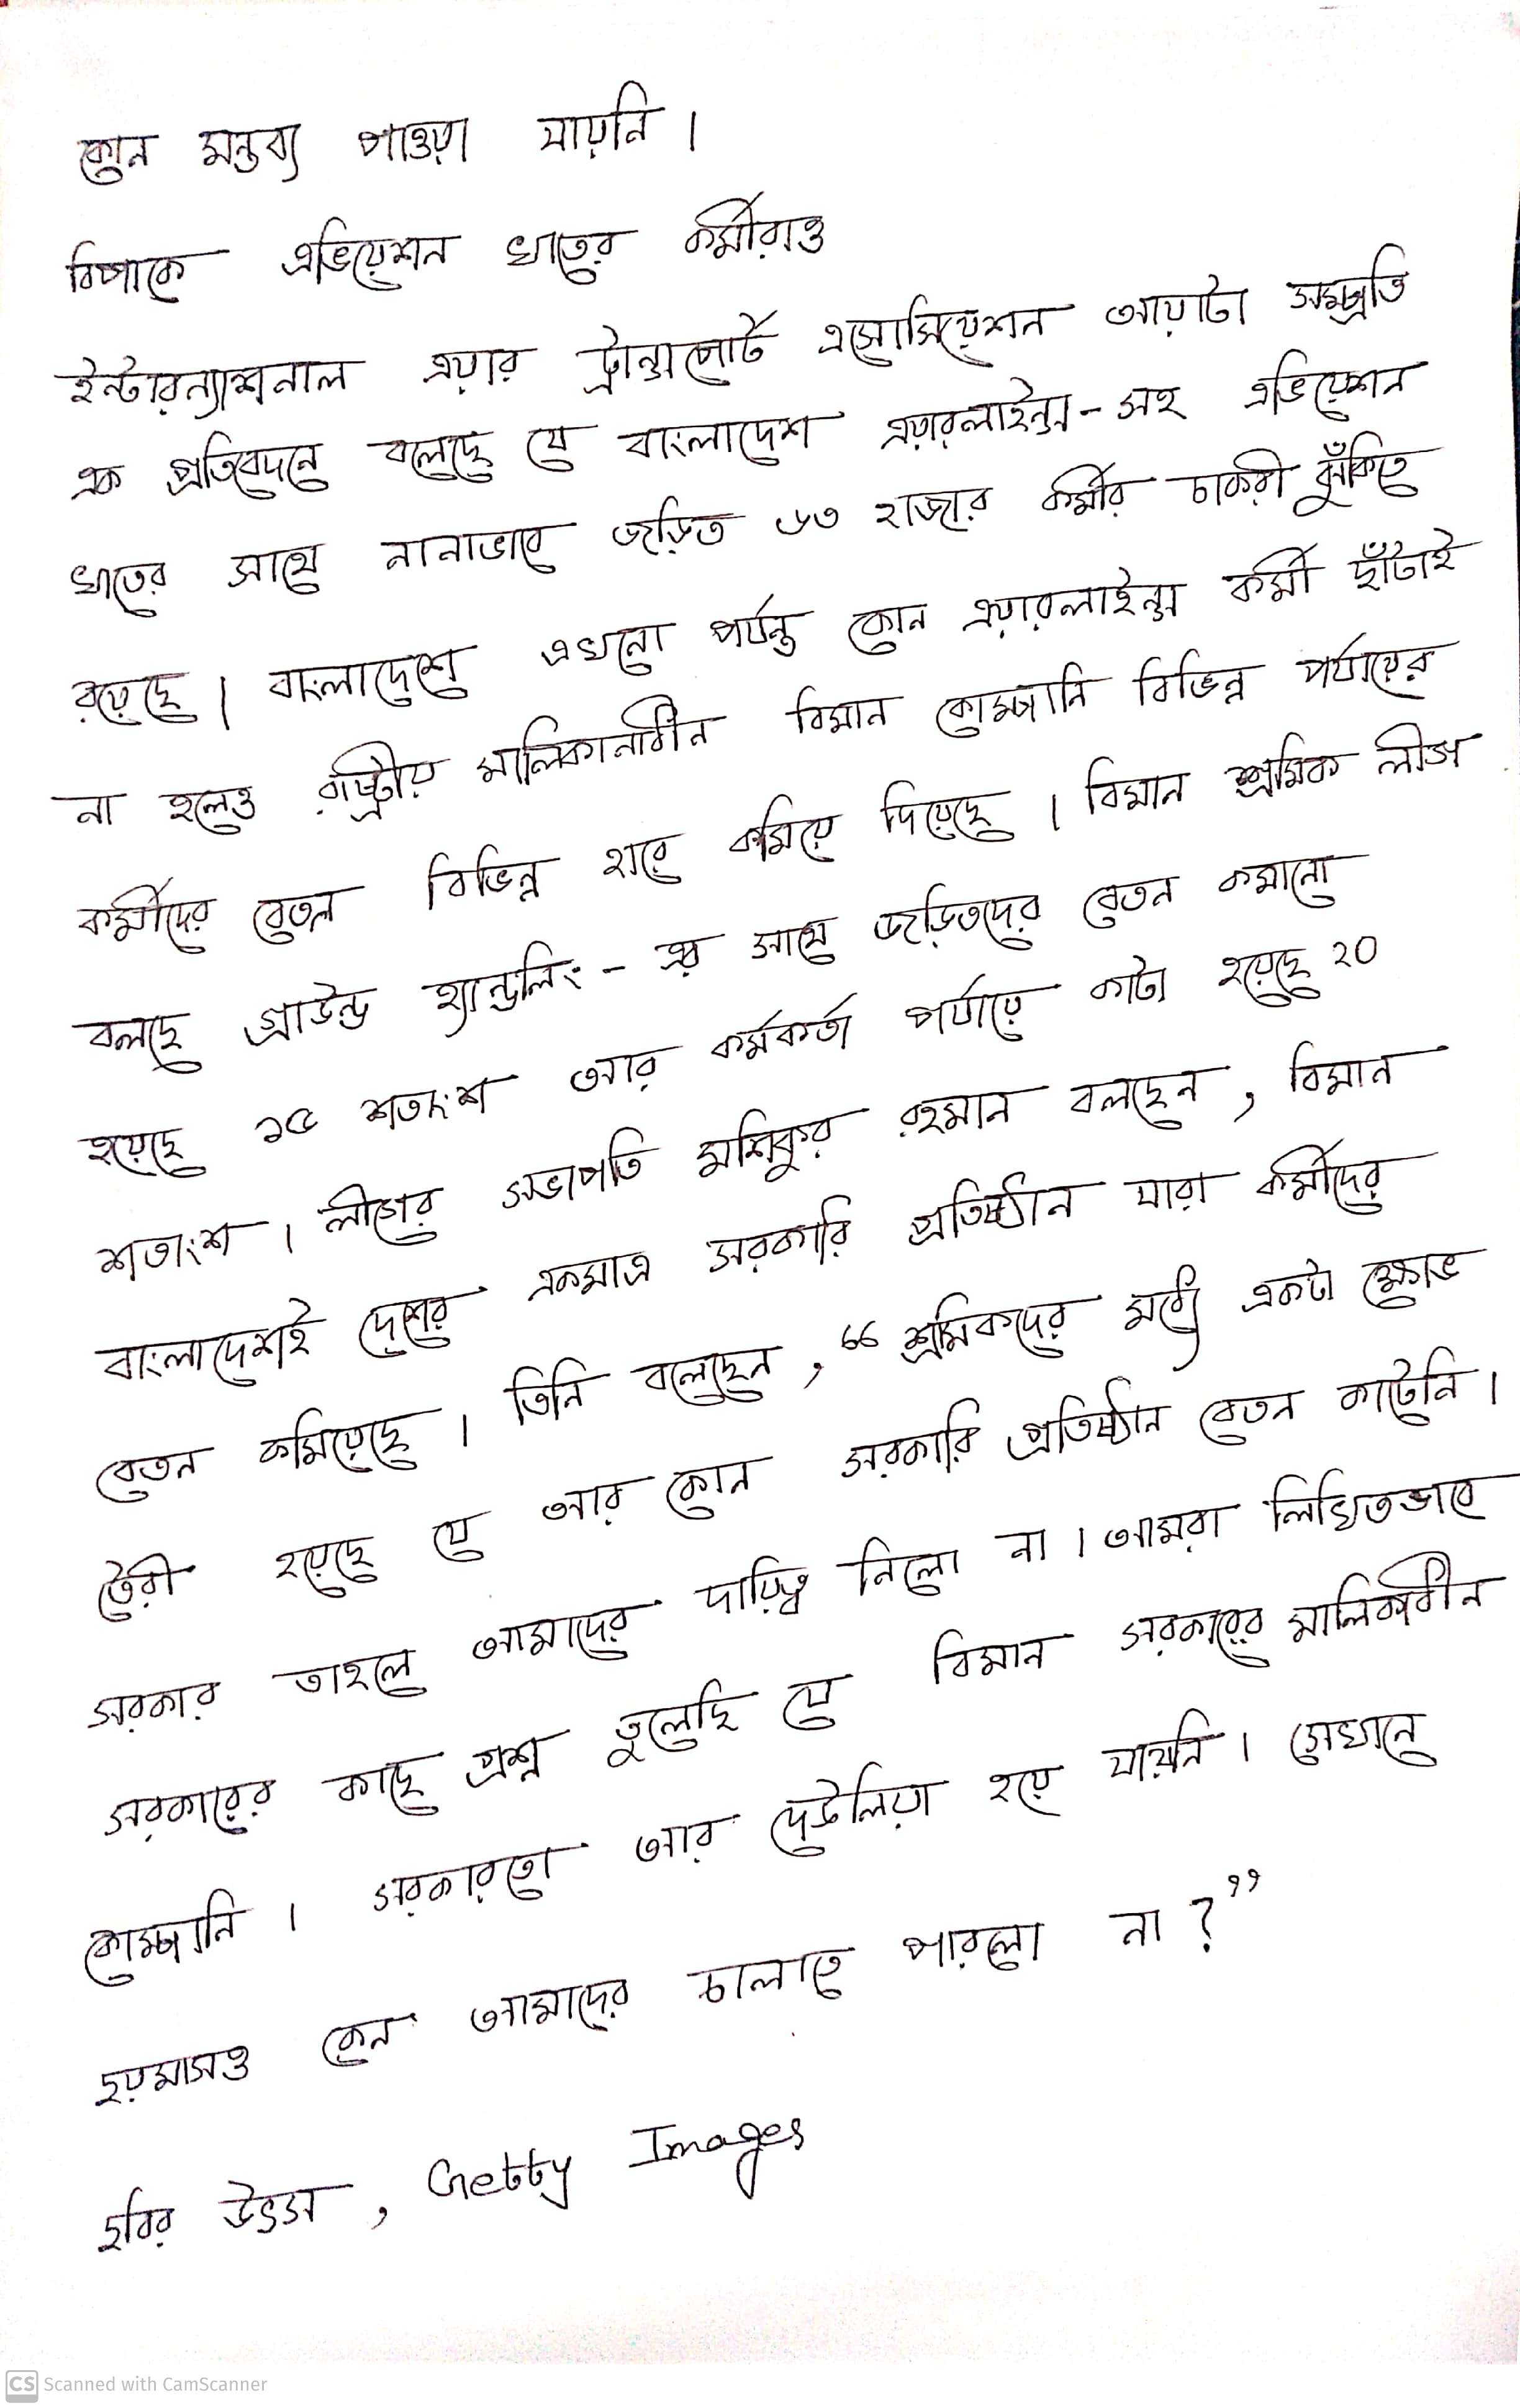 কোন মন্তব্য পাওয়া যায়নি।
বিপাকে এভিয়েশন খাতের কর্মীরাও
ইন্টারন্যাশনাল এয়ার ট্রান্সপোর্ট এসোসিয়েশন আয়াটা সম্প্রতি
এক প্রতিবেদনে বলেছে যে বাংলাদেশ এয়ারলাইন্স-সহ এভিয়েশন
খাতের সাথে নানাভাবে জড়িত ৬৩ হাজার কর্মীর চাকরী ঝুঁকিতে
রয়েছে। বাংলাদেশে এখনো পর্যন্ত কোন এয়ারলাইন্স কর্মী ছাঁটাই
না হলেও রাষ্ট্রীয় মালিকানাধীন বিমান কোম্পানি বিভিন্ন পর্যায়ের
কর্মীদের বেতন বিভিন্ন হারে কমিয়ে দিয়েছে। বিমান শ্রমিক লীগ
বলছে গ্রাউন্ড হ্যান্ডলিং-এর সাথে জড়িতদের বেতন কমানো
হয়েছে ১৫ শতাংশ আর কর্মকর্তা পর্যায়ে কাটা হয়েছে ২০
শতাংশ। লীগের সভাপতি মশিকুর রহমান বলছেন, বিমান
বাংলাদেশই দেশের একমাত্র সরকারি প্রতিষ্ঠান যারা কর্মীদের
বেতন কমিয়েছে। তিনি বলেছেন, “শ্রমিকদের মধ্যে একটা ক্ষোভ
তৈরী হয়েছে যে আর কোন সরকারি প্রতিষ্ঠান বেতন কাটেনি।
সরকার তাহলে আমাদের দায়িত্ব নিলো না। আমরা লিখিতভাবে
সরকারের কাছে প্রশ্ন তুলেছি যে বিমান সরকারের মালিকাধীন
কোম্পানি। সরকারতো আর দেউলিয়া হয়ে যায়নি। সেখানে
ছয়মাসও কেন আমাদের চালাতে পারলো না?”
ছবির উৎস, Getty Images
CS Scanned with CamScanner